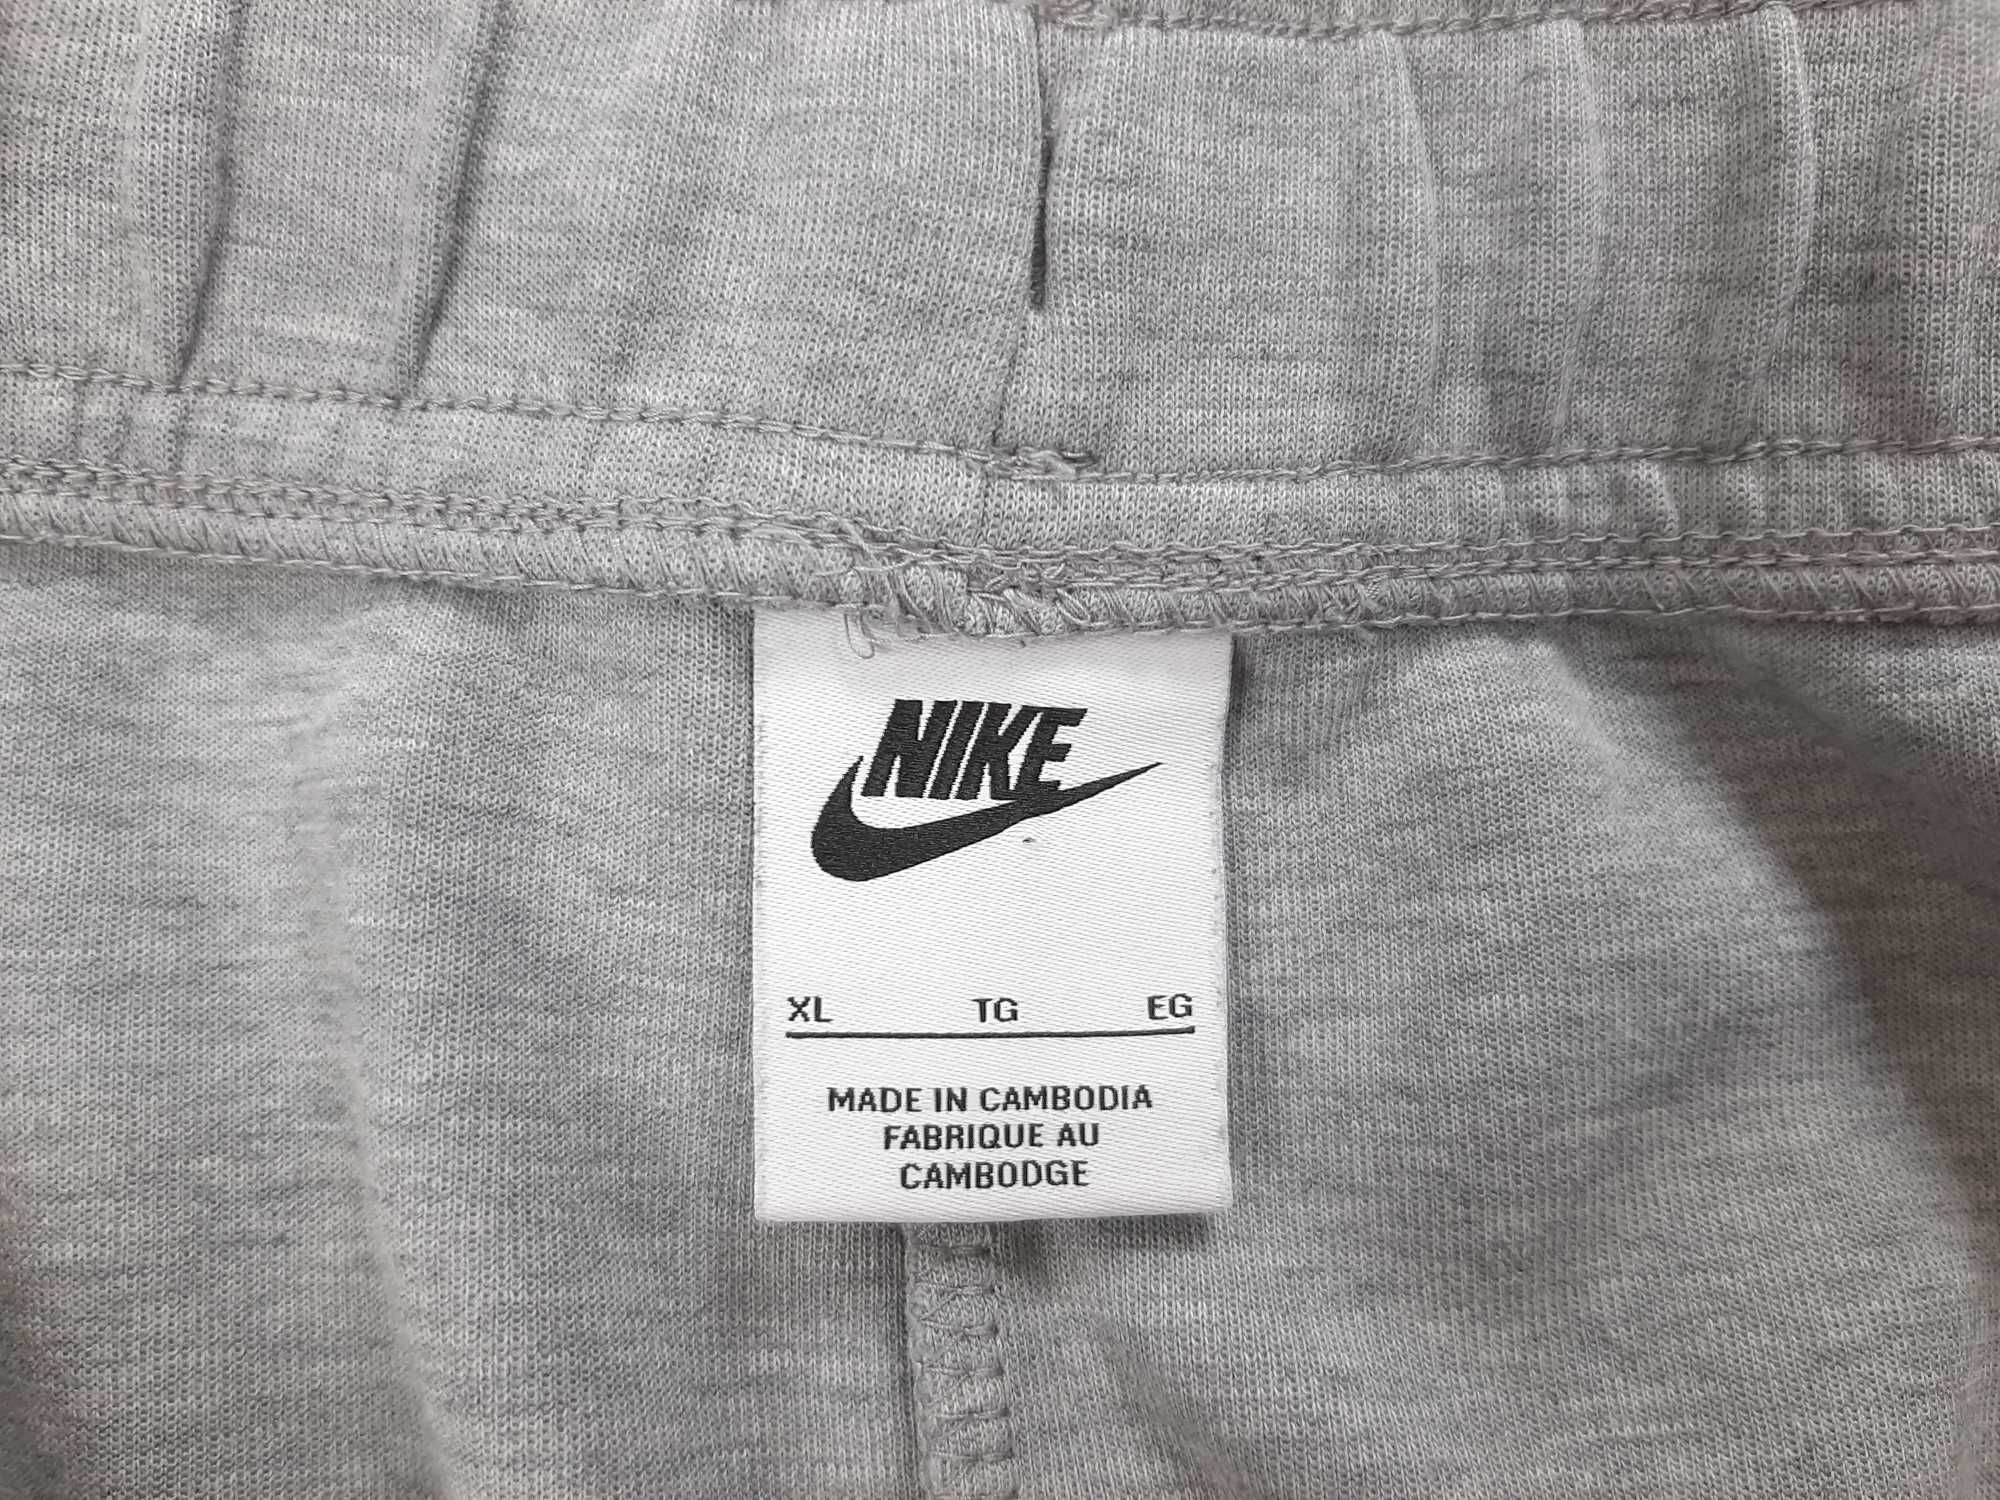 NIKE
XL TG EG
MADE IN CAMBODIA
FABRIQUE AU
CAMBODGE